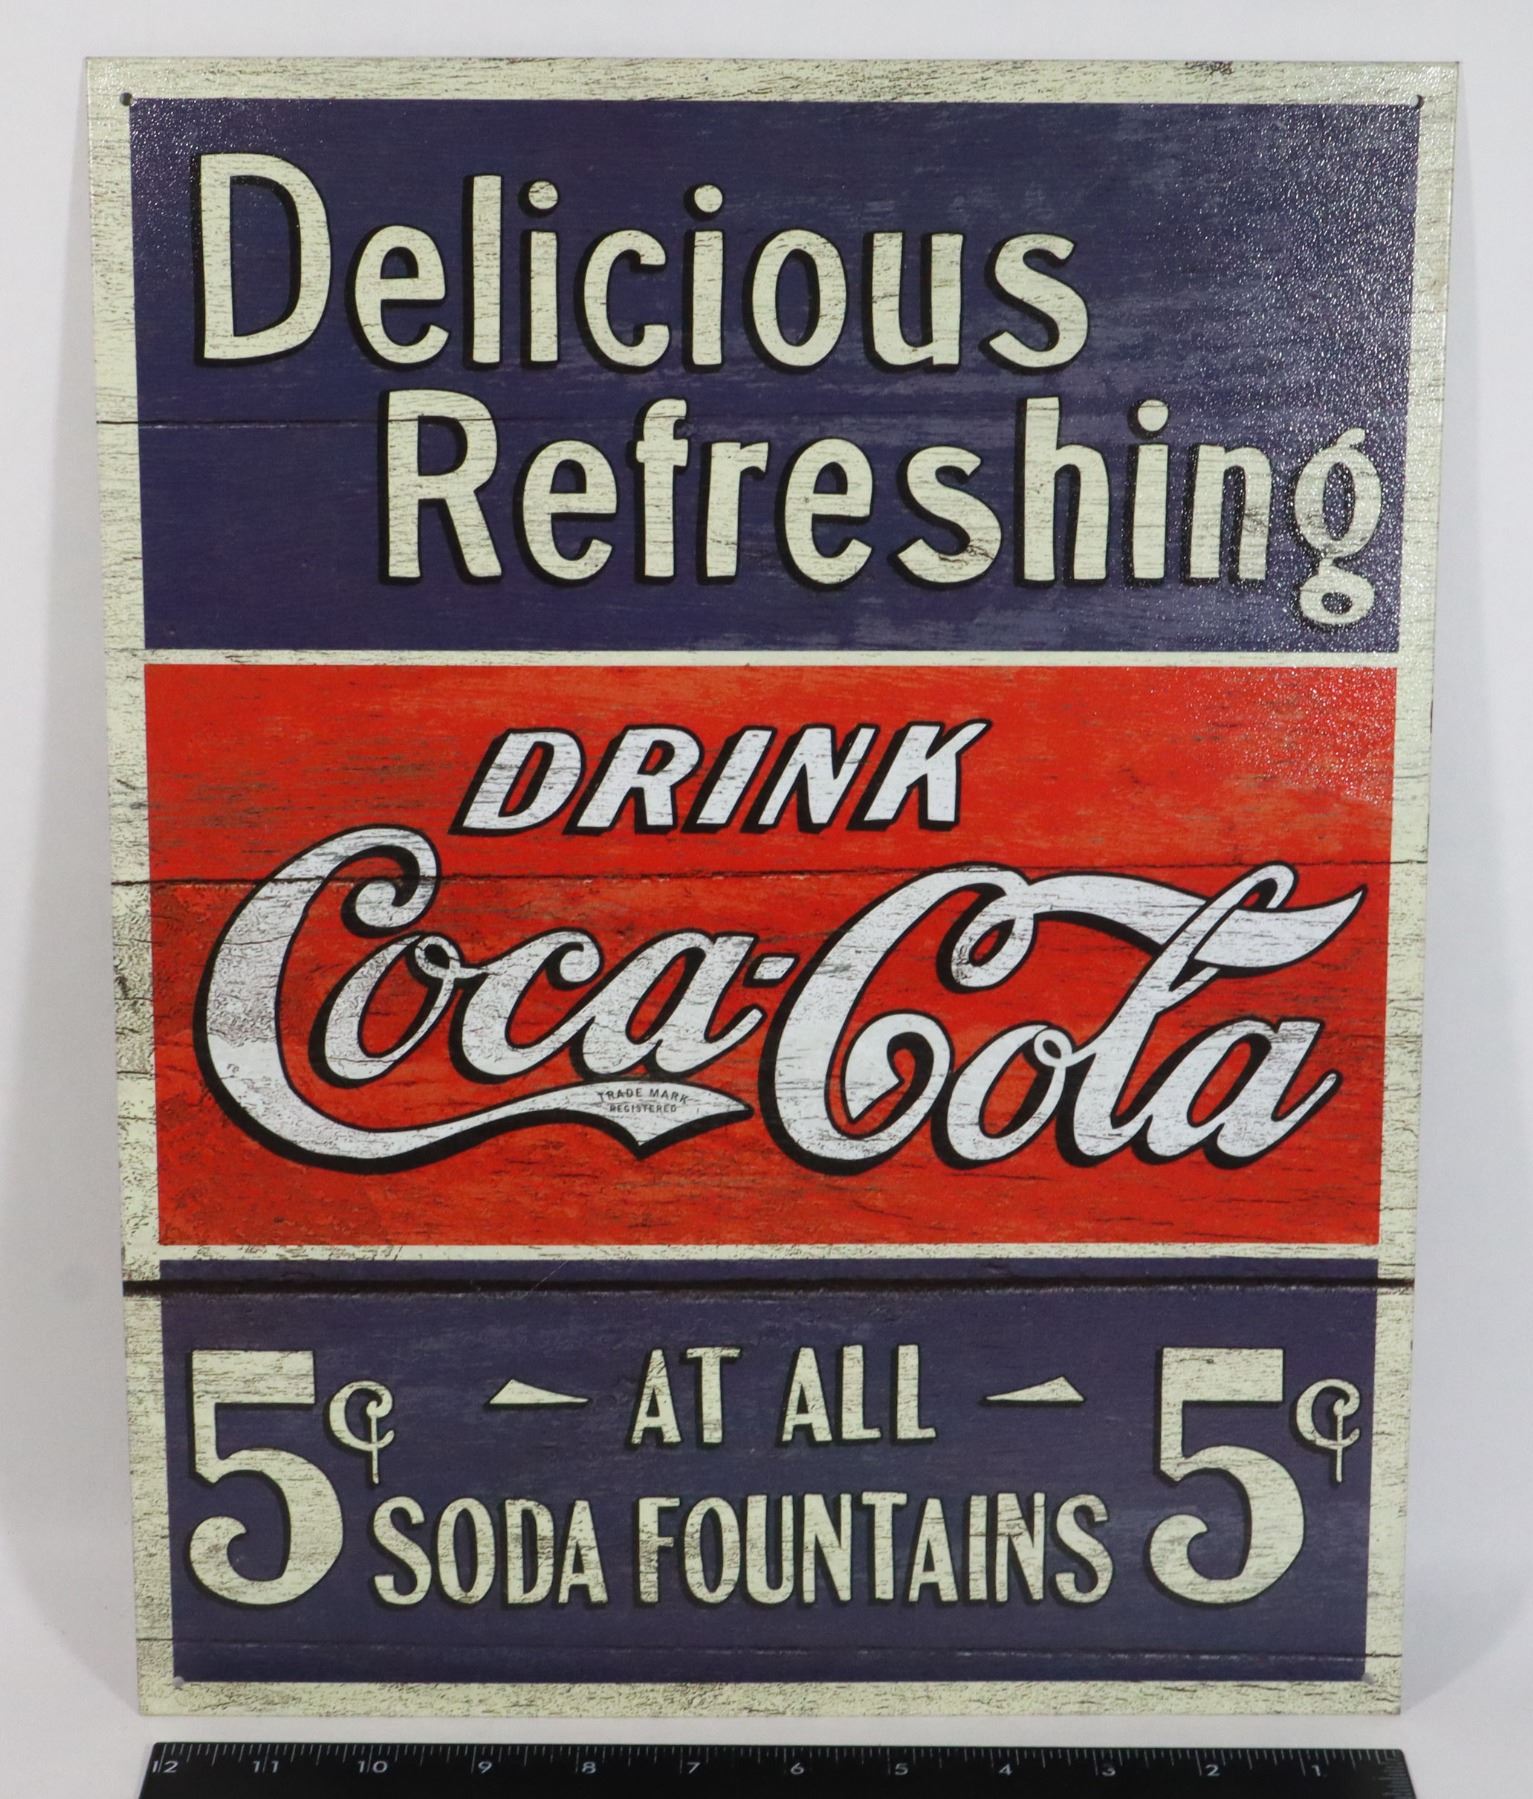 Delicious
Refreshing
DRINK
Coca-Cola
TRADE MARK
REGISTERED
5¢ AT ALL 5¢
SODA FOUNTAINS
12 11 10 9 8 7 6 5 4 3 2 1